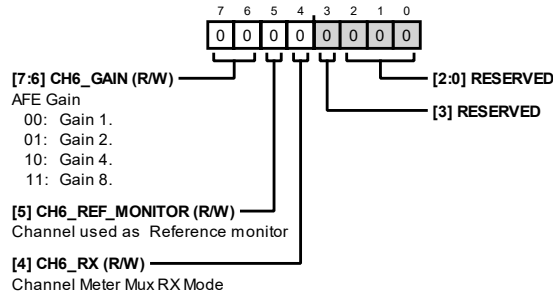 7 6 5 4 3 2 1 0
0 0 0 0 0 0 0 0
[7:6] CH6_GAIN (R/W)
[2:0] RESERVED
AFE Gain
[3] RESERVED
00: Gain 1.
01: Gain 2.
10: Gain 4.
11: Gain 8.
[5] CH6_REF_MONITOR (R/W)
Channel used as Reference monitor
[4] CH6_RX (R/W)
Channel Meter Mux RX Mode